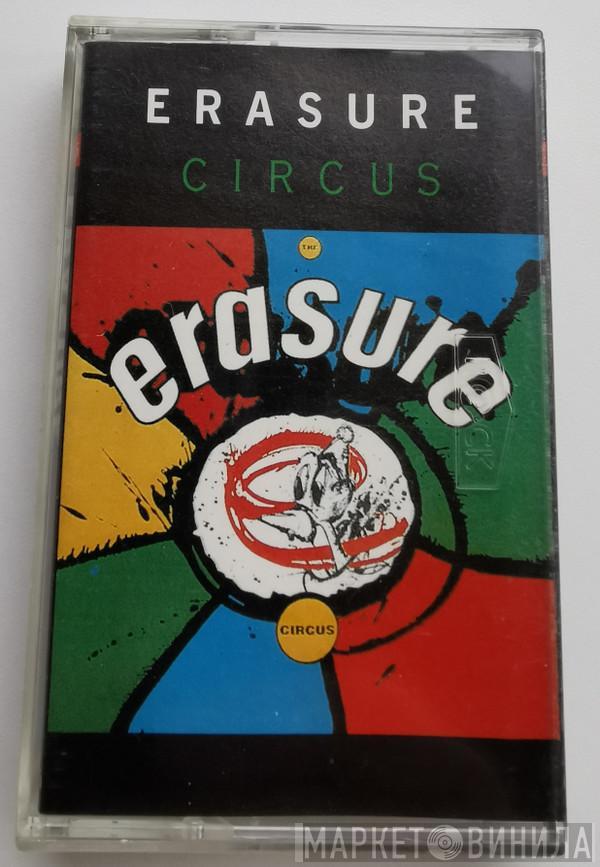 ERASURE
CIRCUS
THE
erasure
CIRCUS
МАРКЕТ ВИНИЛА